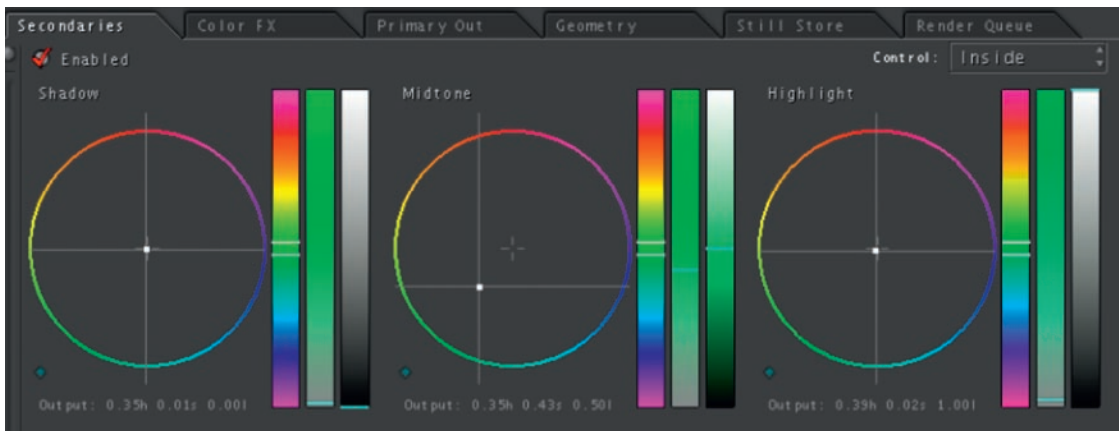 Secondaries Color FX Primary Out Geometry Still Store Render Queue
Enabled Control: Inside
Shadow Midtone Highlight
Output: 0.35h 0.01s 0.00l Output: 0.35h 0.43s 0.50l Output: 0.39h 0.02s 1.00l